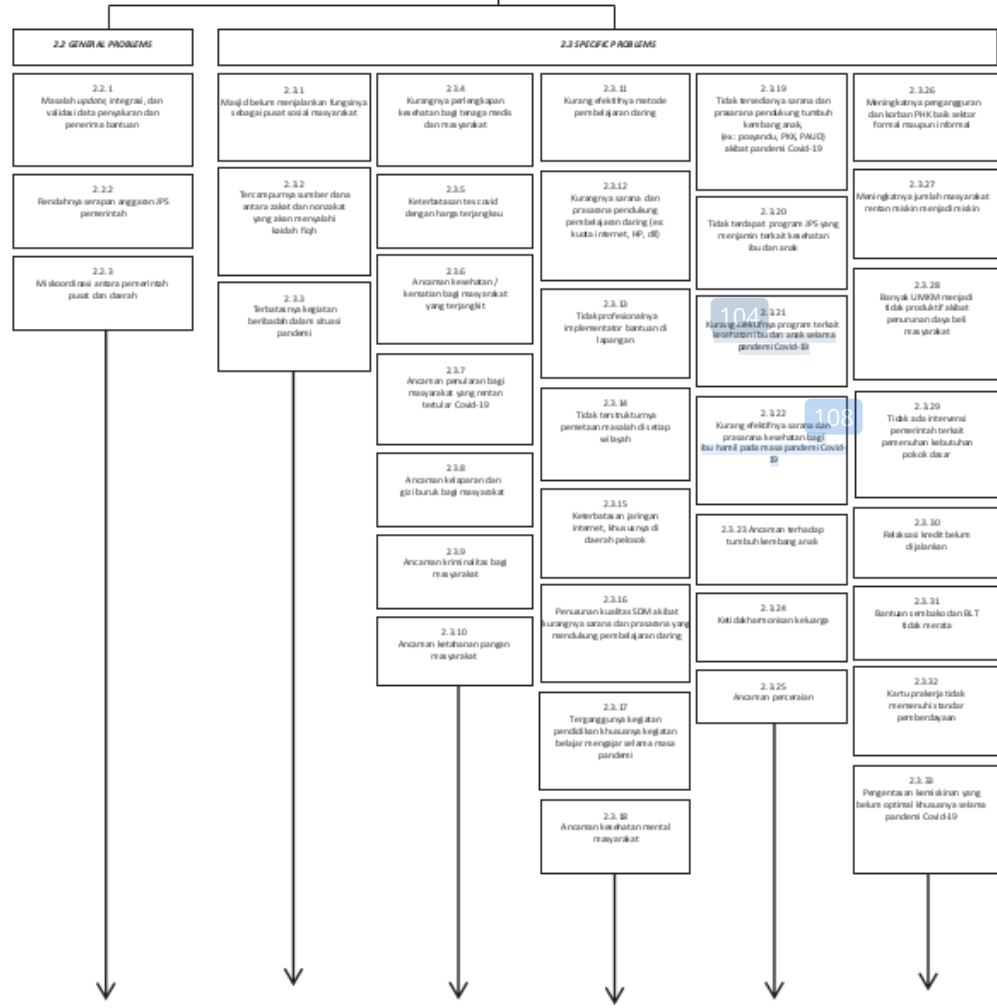 2.2 GENERAL PROBLEMS
2.2.1
Masalah update, integrasi, dan
validasi data penyaluran dan
penerima bantuan
2.2.2
Rendahnya serapan anggaran JPS
pemerintah
2.2.3
Miskoordinasi antara pemerintah
pusat dan daerah
2.3 SPECIFIC PROBLEMS
2.3.1
Masjid belum menjalankan fungsinya
sebagai pusat sosial masyarakat
2.3.2
Tercampurnya sumber dana
antara zakat dan nonzakat
yang akan menyalahi
kaidah fiqh
2.3.3
Terbatasnya kegiatan
beribadah dalam situasi
pandemi
2.3.4
Kurangnya perlengkapan
kesehatan bagi tenaga medis
dan masyarakat
2.3.5
Keterbatasan tes covid
dengan harga terjangkau
2.3.6
Ancaman kesehatan /
kematian bagi masyarakat
yang terjangkit
2.3.7
Ancaman penularan bagi
masyarakat yang rentan
tertular Covid-19
2.3.8
Ancaman kelaparan dan
gizi buruk bagi masyarakat
2.3.9
Ancaman kriminalitas bagi
masyarakat
2.3.10
Ancaman ketahanan pangan
masyarakat
2.3.11
Kurang efektifnya metode
pembelajaran daring
2.3.12
Kurangnya sarana dan
prasarana pendukung
pembelajaran daring (ex:
kuota internet, HP, dll)
2.3.13
Tidak profesionalnya
implementator bantuan di
lapangan
2.3.14
Tidak terstrukturnya
pemetaan masalah di setiap
wilayah
2.3.15
Keterbatasan jaringan
internet, khususnya di
daerah pelosok
2.3.16
Penurunan kualitas SDM akibat
kurangnya sarana dan prasarana yang
mendukung pembelajaran daring
2.3.17
Terganggunya kegiatan
pendidikan khususnya kegiatan
belajar mengajar selama masa
pandemi
2.3.18
Ancaman kesehatan mental
masyarakat
2.3.19
Tidak tersedianya sarana dan
prasarana pendukung tumbuh
kembang anak,
(ex: posyandu, PKK, PAUD)
akibat pandemi Covid-19
2.3.20
Tidak terdapat program JPS yang
menjamin terkait kesehatan
ibu dan anak
104
2.3.21
Kurang efektifnya program terkait
kesehatan ibu dan anak selama
pandemi Covid-19
108
2.3.22
Kurang efektifnya sarana dan
prasarana kesehatan bagi
ibu hamil pada masa pandemi Covid-
19
2.3.23 Ancaman terhadap
tumbuh kembang anak
2.3.24
Ketidakharmonisan keluarga
2.3.25
Ancaman perceraian
2.3.26
Meningkatnya pengangguran
dan korban PHK baik sektor
formal maupun informal
2.3.27
Meningkatnya jumlah masyarakat
rentan miskin menjadi miskin
2.3.28
Banyak UMKM menjadi
tidak produktif akibat
penurunan daya beli
masyarakat
2.3.29
Tidak ada intervensi
pemerintah terkait
pemenuhan kebutuhan
pokok dasar
2.3.30
Relaksasi kredit belum
dijalankan
2.3.31
Bantuan sembako dan BLT
tidak merata
2.3.32
Kartu prakerja tidak
memenuhi standar
pemberdayaan
2.3.33
Pengentasan kemiskinan yang
belum optimal khususnya selama
pandemi Covid-19